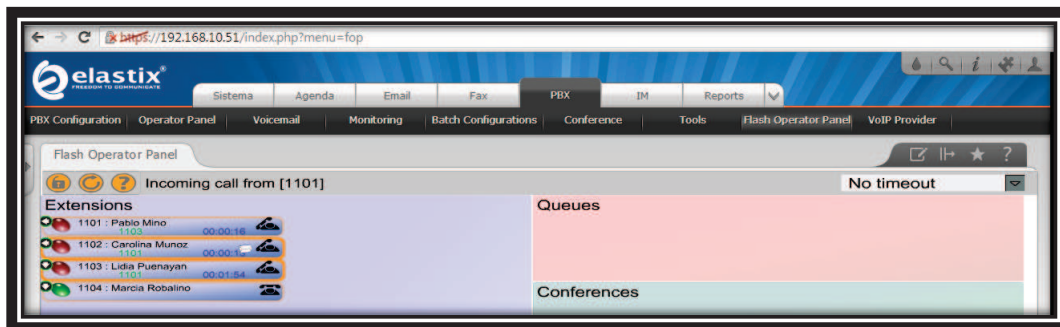 https://192.168.10.51/index.php?menu=fop
elastix®
FREEDOM TO COMMUNICATE
Sistema Agenda Email Fax PBX IM Reports
PBX Configuration Operator Panel Voicemail Monitoring Batch Configurations Conference Tools Flash Operator Panel VoIP Provider
Flash Operator Panel
Incoming call from [1101]
No timeout
Extensions
1101 : Pablo Mino
1103 00:00:16
1102 : Carolina Munoz
1101
1103 : Lidia Puenayan
1101 00:01:54
1104 : Marcia Robalino
Queues
Conferences